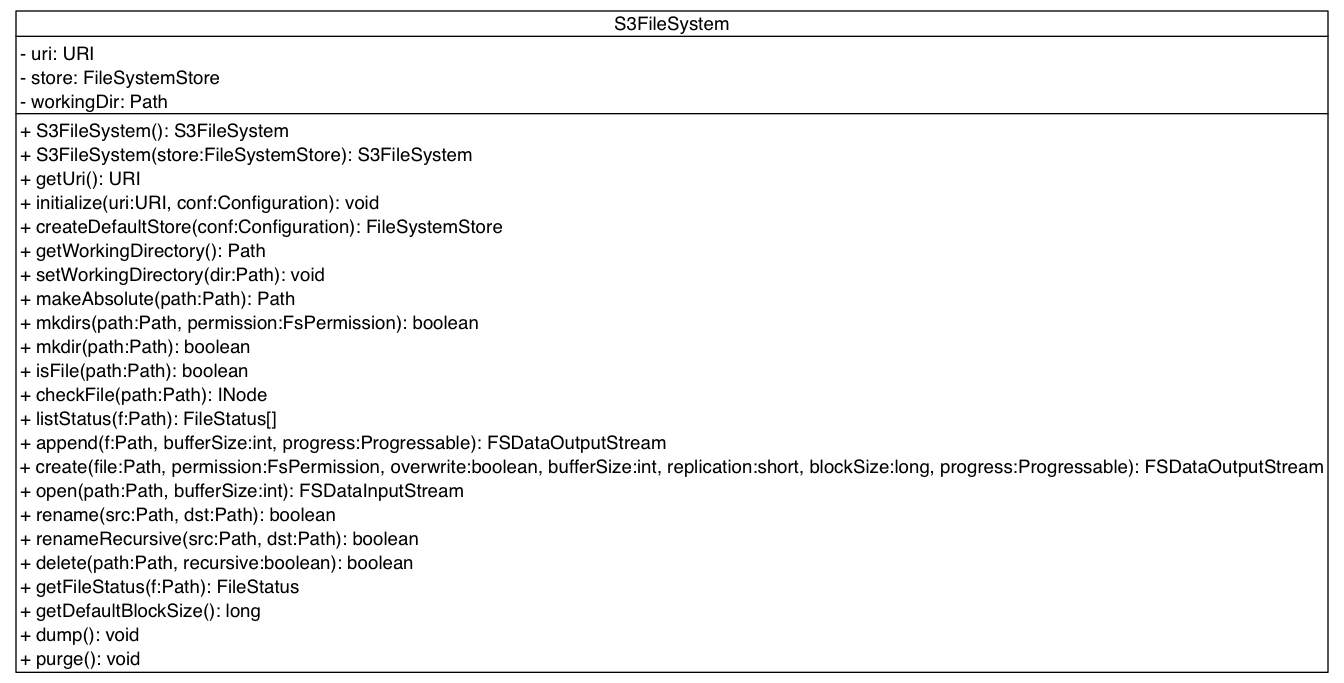 S3FileSystem
- uri: URI
- store: FileSystemStore
- workingDir: Path
+ S3FileSystem(): S3FileSystem
+ S3FileSystem(store:FileSystemStore): S3FileSystem
+ getUri(): URI
+ initialize(uri:URI, conf:Configuration): void
+ createDefaultStore(conf:Configuration): FileSystemStore
+ getWorkingDirectory(): Path
+ setWorkingDirectory(dir:Path): void
+ makeAbsolute(path:Path): Path
+ mkdirs(path:Path, permission:FsPermission): boolean
+ mkdir(path:Path): boolean
+ isFile(path:Path): boolean
+ checkFile(path:Path): INode
+ listStatus(f:Path): FileStatus[]
+ append(f:Path, bufferSize:int, progress:Progressable): FSDataOutputStream
+ create(file:Path, permission:FsPermission, overwrite:boolean, bufferSize:int, replication:short, blockSize:long, progress:Progressable): FSDataOutputStream
+ open(path:Path, bufferSize:int): FSDataInputStream
+ rename(src:Path, dst:Path): boolean
+ renameRecursive(src:Path, dst:Path): boolean
+ delete(path:Path, recursive:boolean): boolean
+ getFileStatus(f:Path): FileStatus
+ getDefaultBlockSize(): long
+ dump(): void
+ purge(): void